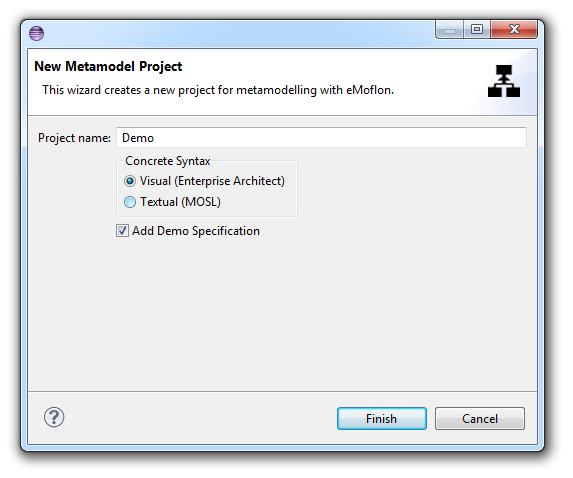 New Metamodel Project
This wizard creates a new project for metamodelling with eMoflon.
Project name: Demo
Concrete Syntax
Visual (Enterprise Architect)
Textual (MOSL)
Add Demo Specification
?
Finish Cancel